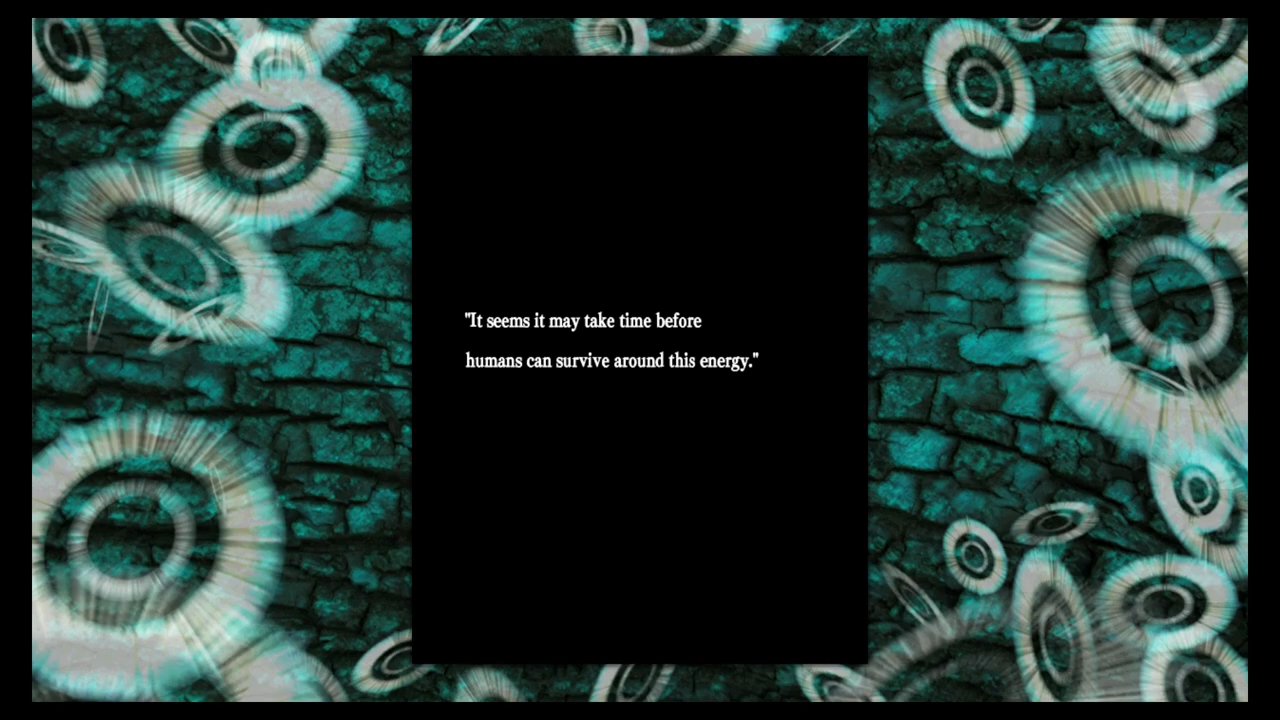 "It seems it may take time before
humans can survive around this energy."